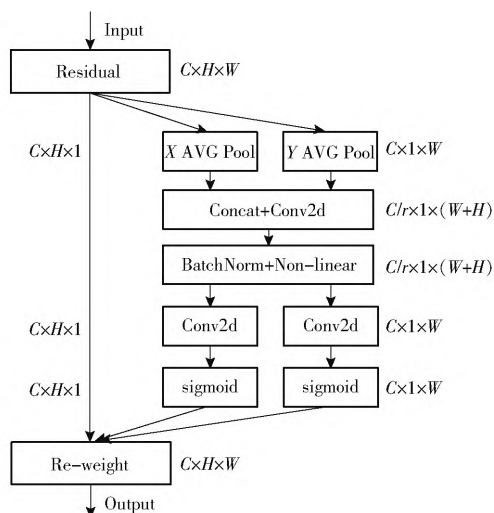 Input
Residual C×H×W
C×H×1 X AVG Pool Y AVG Pool C×1×W
Concat+Conv2d C/r×1×(W+H)
BatchNorm+Non-linear C/r×1×(W+H)
C×H×1 Conv2d Conv2d C×1×W
C×H×1 sigmoid sigmoid C×1×W
Re-weight C×H×W
Output